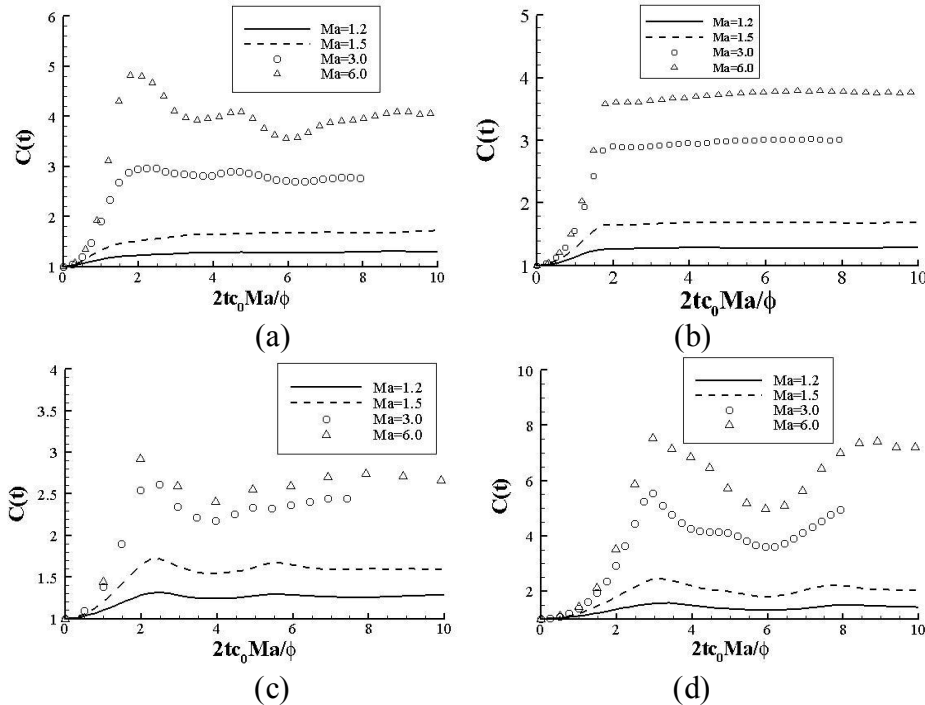 6
5
4
3
2
1
C(t)
Ma=1.2
Ma=1.5
Ma=3.0
Ma=6.0
0 2 4 6 8 10
2tc₀Ma/ϕ
(a)
5
4
3
2
1
C(t)
Ma=1.2
Ma=1.5
Ma=3.0
Ma=6.0
0 2 4 6 8 10
2tc₀Ma/ϕ
(b)
4
3.5
3
2.5
2
1.5
1
C(t)
Ma=1.2
Ma=1.5
Ma=3.0
Ma=6.0
0 2 4 6 8 10
2tc₀Ma/ϕ
(c)
10
8
6
4
2
C(t)
Ma=1.2
Ma=1.5
Ma=3.0
Ma=6.0
0 2 4 6 8 10
2tc₀Ma/ϕ
(d)